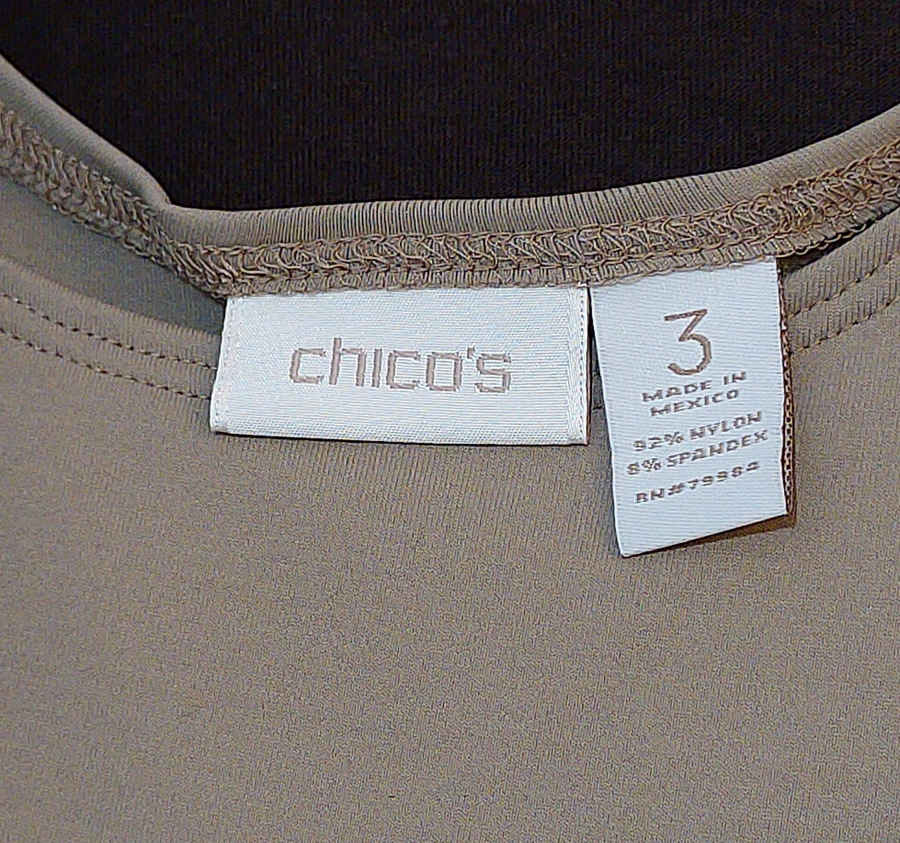 chico's
3
MADE IN
MEXICO
92% NYLON
8% SPANDEX
RN#79984